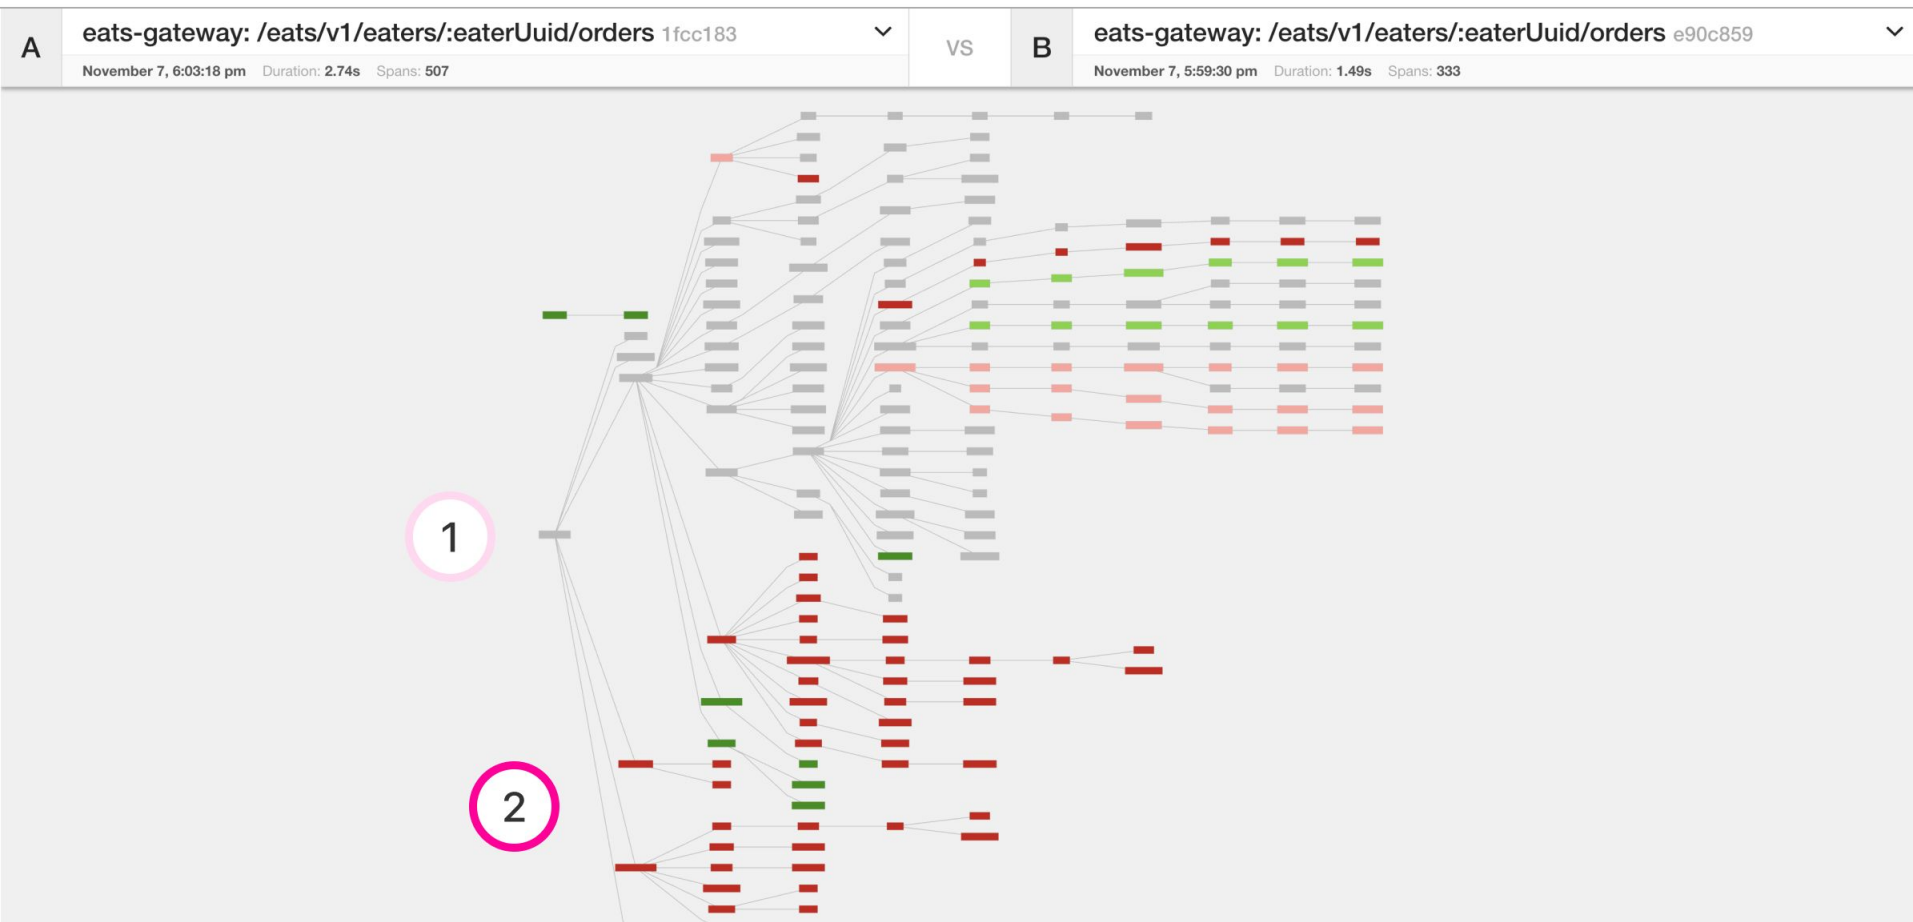 A
eats-gateway: /eats/v1/eaters/:eaterUuid/orders 1fcc183
November 7, 6:03:18 pm Duration: 2.74s Spans: 507
VS
B
eats-gateway: /eats/v1/eaters/:eaterUuid/orders e90c859
November 7, 5:59:30 pm Duration: 1.49s Spans: 333
1
2